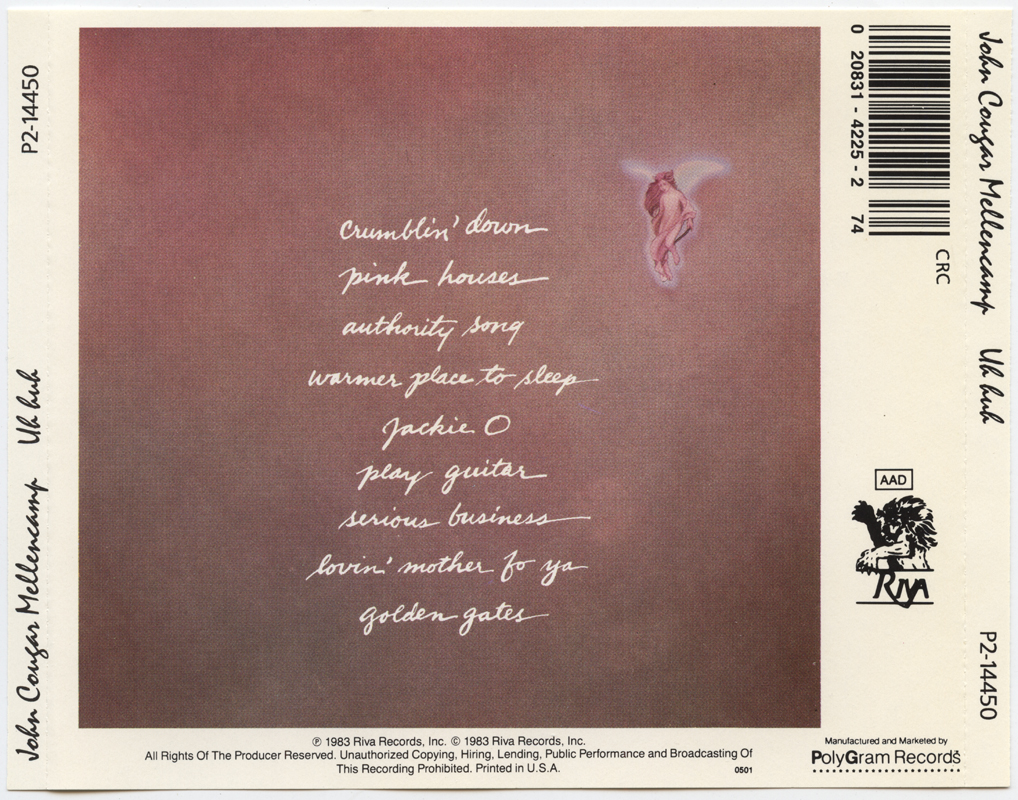 P2-14450
John Cougar Mellencamp Uh huh
crumblin' down
pink houses
authority song
warmer place to sleep
Jackie O
play guitar
serious business
lovin' mother fo ya
golden gates
℗ 1983 Riva Records, Inc. © 1983 Riva Records, Inc.
All Rights Of The Producer Reserved. Unauthorized Copying, Hiring, Lending, Public Performance and Broadcasting Of
This Recording Prohibited. Printed in U.S.A.
0501
0 20831 - 4225 - 2 74
CRC
AAD
RIVA
Manufactured and Marketed by
PolyGram Records
John Cougar Mellencamp Uh huh
P2-14450